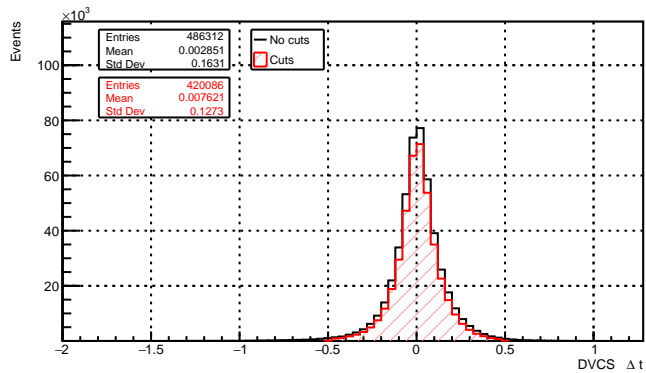 ×10³
Events
Entries 486312
Mean 0.002851
Std Dev 0.1631
Entries 420086
Mean 0.007621
Std Dev 0.1273
No cuts
Cuts
100
80
60
40
20
0
−2 −1.5 −1 −0.5 0 0.5 1
DVCS Δ t